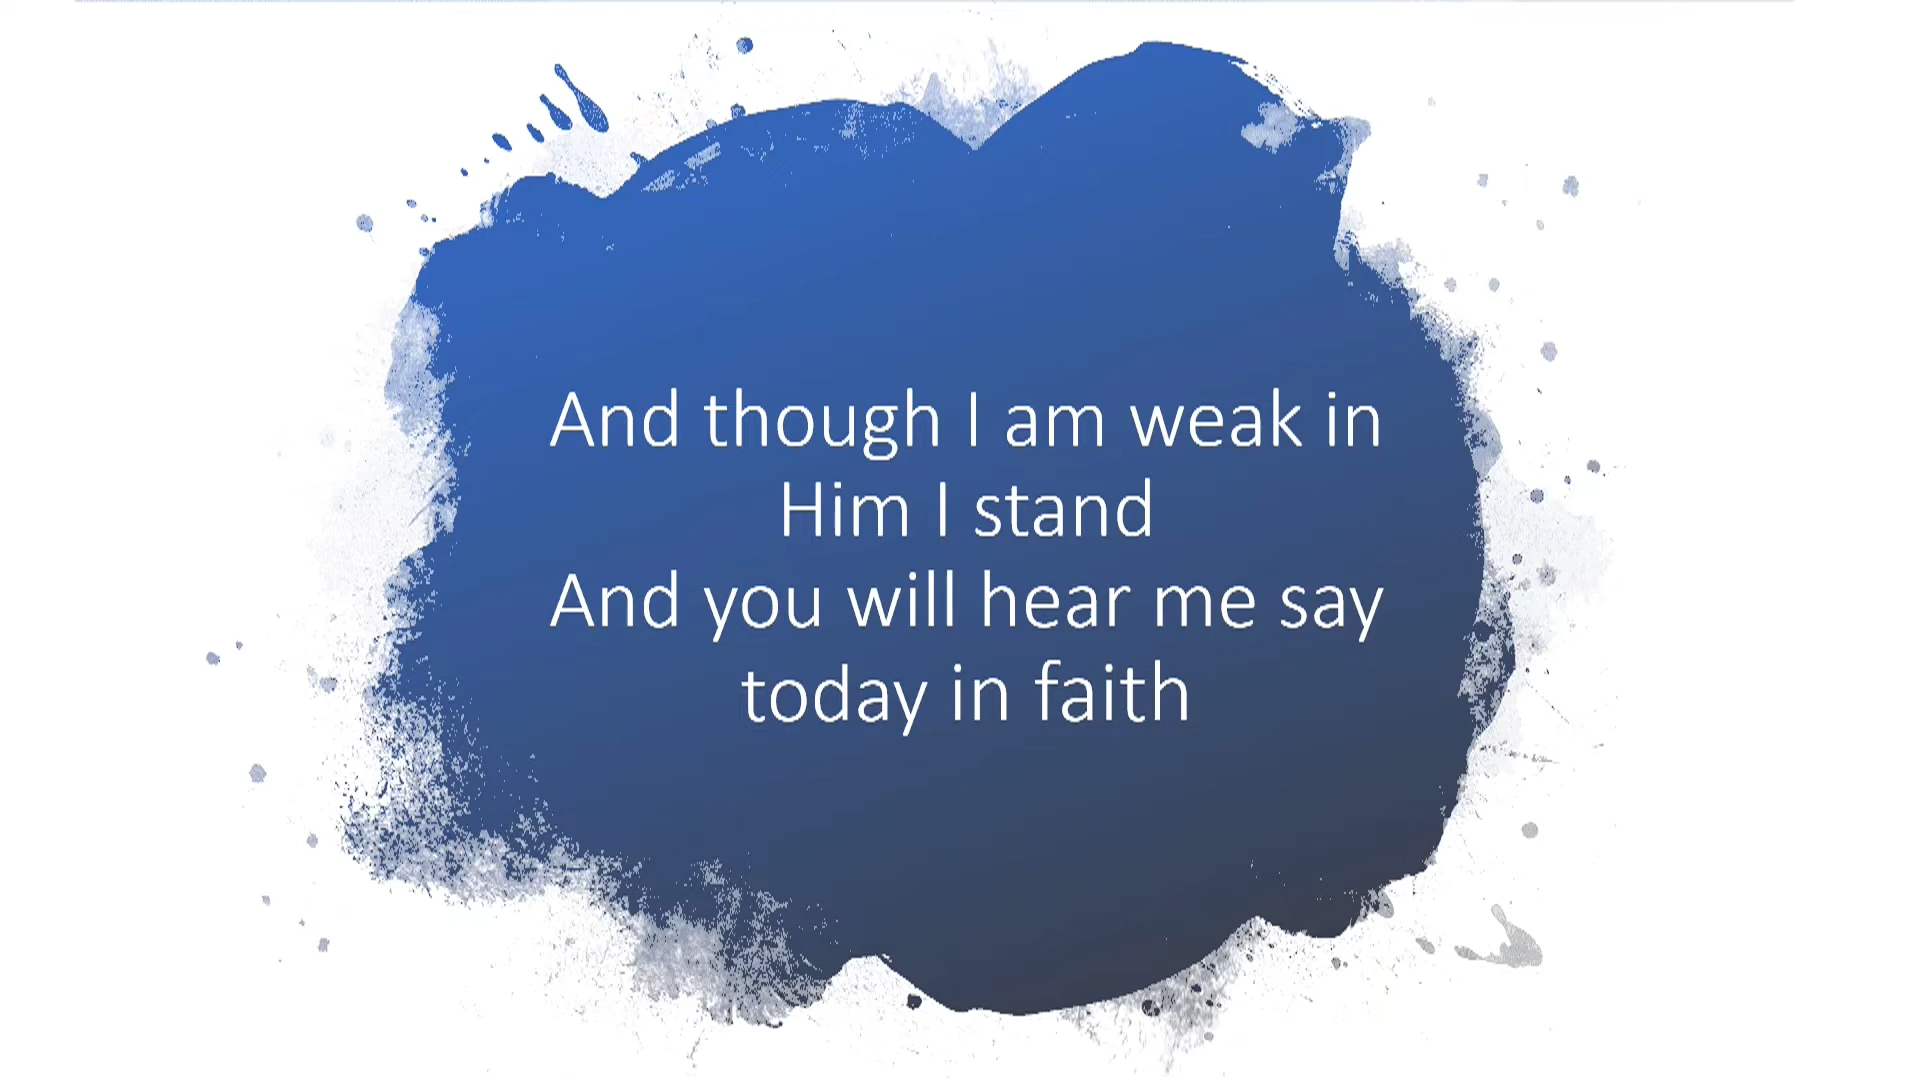 And though I am weak in
Him I stand
And you will hear me say
today in faith